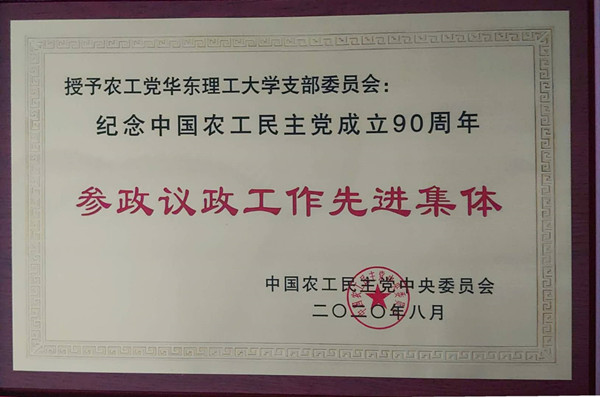 授予农工党华东理工大学支部委员会:
纪念中国农工民主党成立90周年
参政议政工作先进集体
中国农工民主党中央委员会
二〇二〇年八月